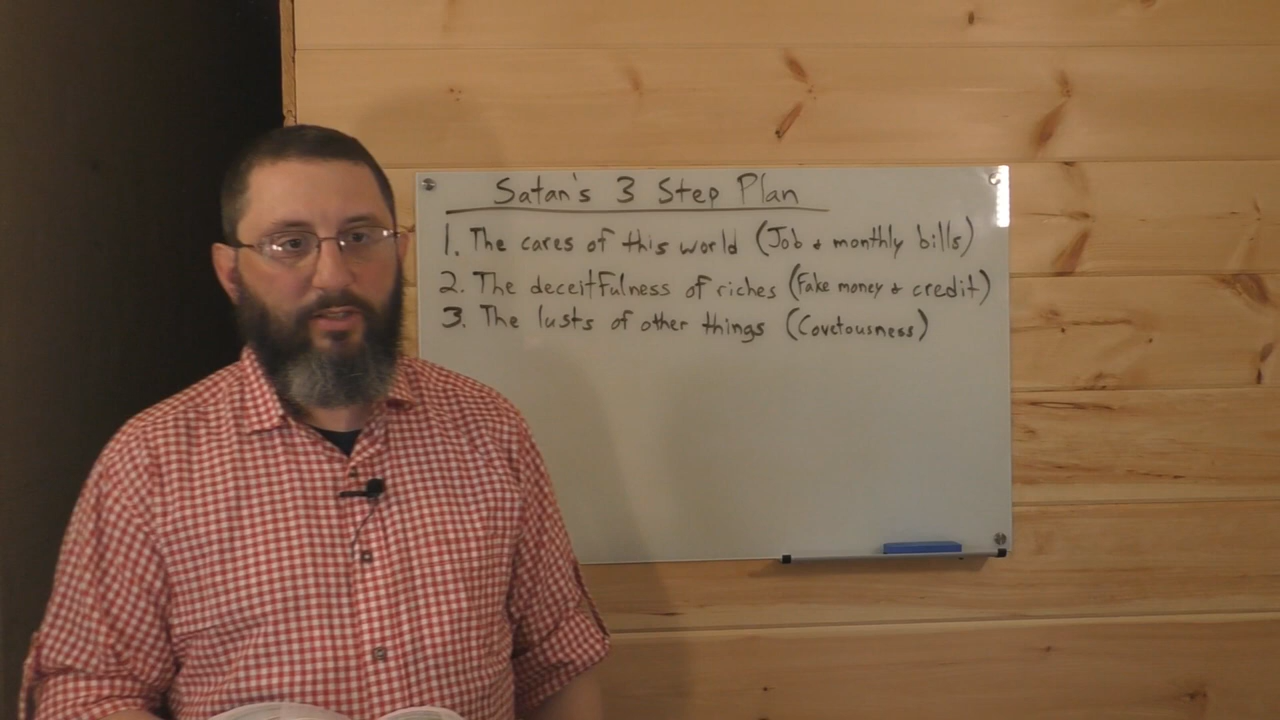 Satan's 3 Step Plan
1. The cares of this world (Job & monthly bills)
2. The deceitfulness of riches (Fake money & credit)
3. The lusts of other things (Covetousness)